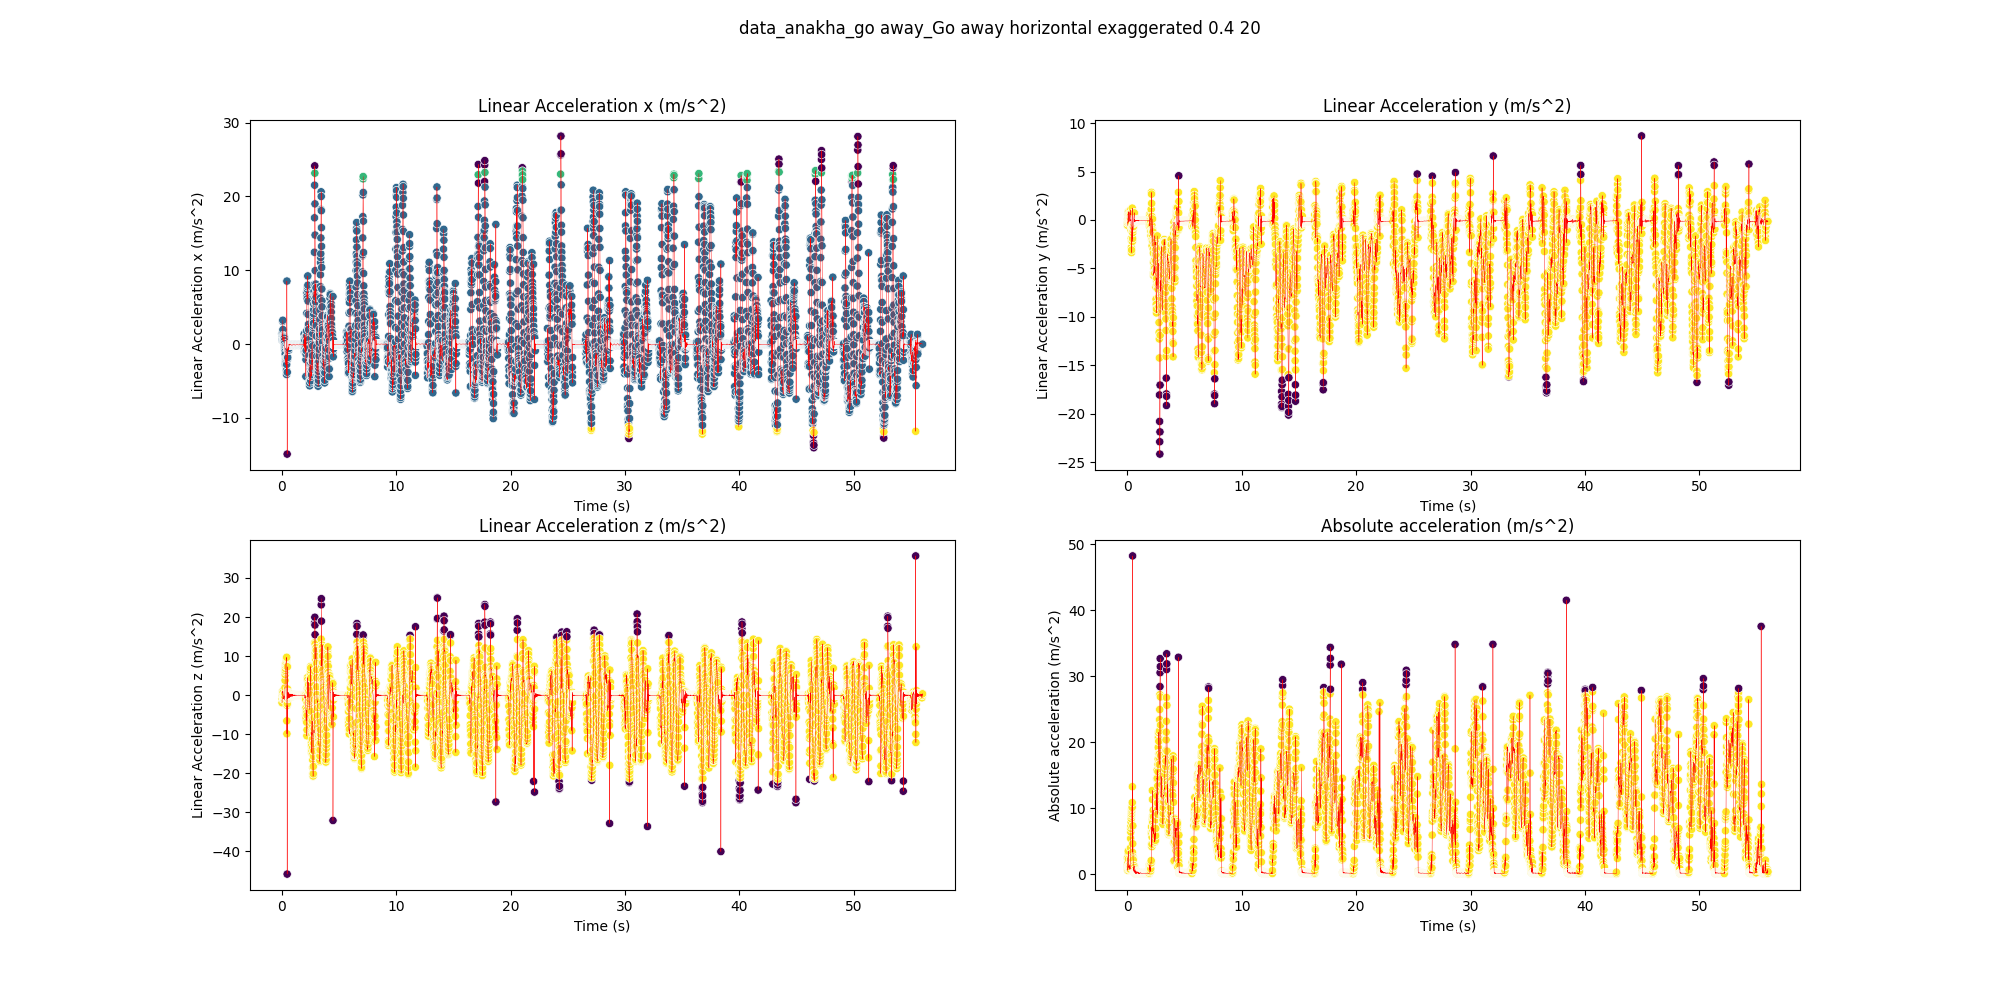 data_anakha_go away_Go away horizontal exaggerated 0.4 20
Linear Acceleration x (m/s^2)
Linear Acceleration x (m/s^2)
30
20
10
0
−10
0 10 20 30 40 50
Time (s)
Linear Acceleration y (m/s^2)
Linear Acceleration y (m/s^2)
10
5
0
−5
−10
−15
−20
−25
0 10 20 30 40 50
Time (s)
Linear Acceleration z (m/s^2)
Linear Acceleration z (m/s^2)
30
20
10
0
−10
−20
−30
−40
0 10 20 30 40 50
Time (s)
Absolute acceleration (m/s^2)
Absolute acceleration (m/s^2)
50
40
30
20
10
0
0 10 20 30 40 50
Time (s)